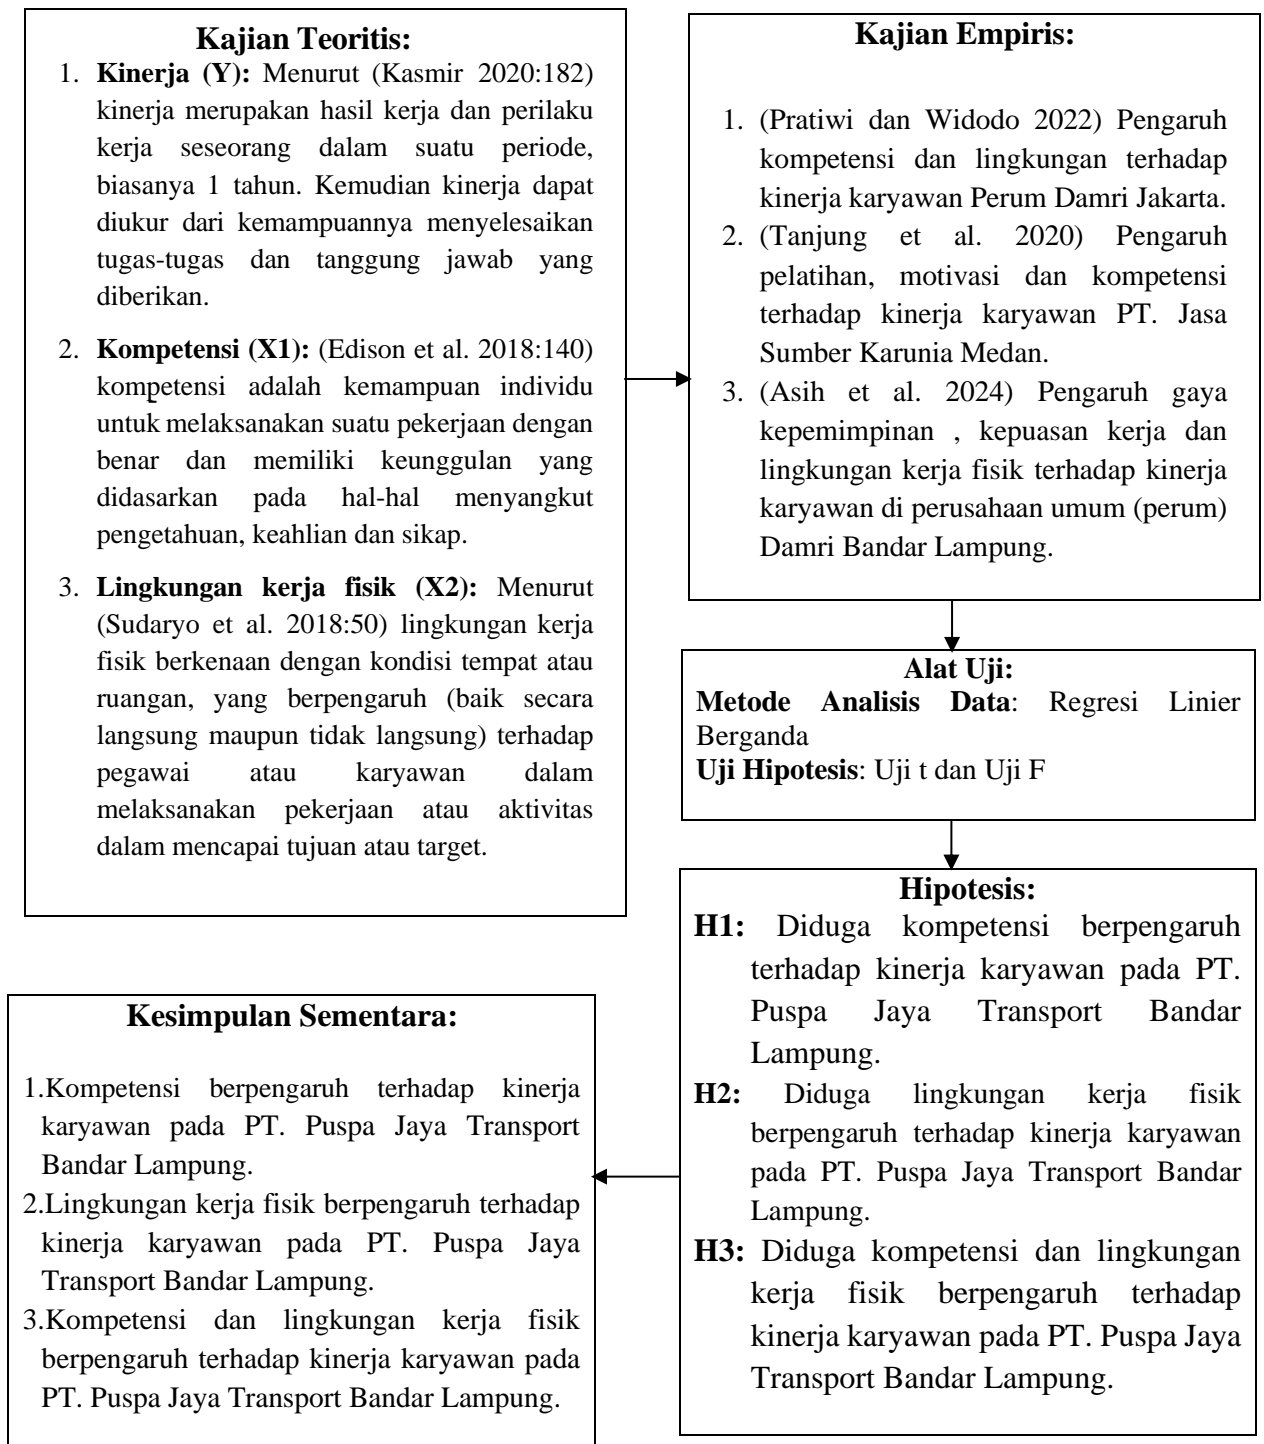 Kajian Teoritis:
1. Kinerja (Y): Menurut (Kasmir 2020:182)
kinerja merupakan hasil kerja dan perilaku
kerja seseorang dalam suatu periode,
biasanya 1 tahun. Kemudian kinerja dapat
diukur dari kemampuannya menyelesaikan
tugas-tugas dan tanggung jawab yang
diberikan.
2. Kompetensi (X1): (Edison et al. 2018:140)
kompetensi adalah kemampuan individu
untuk melaksanakan suatu pekerjaan dengan
benar dan memiliki keunggulan yang
didasarkan pada hal-hal menyangkut
pengetahuan, keahlian dan sikap.
3. Lingkungan kerja fisik (X2): Menurut
(Sudaryo et al. 2018:50) lingkungan kerja
fisik berkenaan dengan kondisi tempat atau
ruangan, yang berpengaruh (baik secara
langsung maupun tidak langsung) terhadap
pegawai atau karyawan dalam
melaksanakan pekerjaan atau aktivitas
dalam mencapai tujuan atau target.
Kajian Empiris:
1. (Pratiwi dan Widodo 2022) Pengaruh
kompetensi dan lingkungan terhadap
kinerja karyawan Perum Damri Jakarta.
2. (Tanjung et al. 2020) Pengaruh
pelatihan, motivasi dan kompetensi
terhadap kinerja karyawan PT. Jasa
Sumber Karunia Medan.
3. (Asih et al. 2024) Pengaruh gaya
kepemimpinan , kepuasan kerja dan
lingkungan kerja fisik terhadap kinerja
karyawan di perusahaan umum (perum)
Damri Bandar Lampung.
Alat Uji:
Metode Analisis Data: Regresi Linier
Berganda
Uji Hipotesis: Uji t dan Uji F
Hipotesis:
H1: Diduga kompetensi berpengaruh
terhadap kinerja karyawan pada PT.
Puspa Jaya Transport Bandar
Lampung.
H2: Diduga lingkungan kerja fisik
berpengaruh terhadap kinerja karyawan
pada PT. Puspa Jaya Transport Bandar
Lampung.
H3: Diduga kompetensi dan lingkungan
kerja fisik berpengaruh terhadap
kinerja karyawan pada PT. Puspa Jaya
Transport Bandar Lampung.
Kesimpulan Sementara:
1.Kompetensi berpengaruh terhadap kinerja
karyawan pada PT. Puspa Jaya Transport
Bandar Lampung.
2.Lingkungan kerja fisik berpengaruh terhadap
kinerja karyawan pada PT. Puspa Jaya
Transport Bandar Lampung.
3.Kompetensi dan lingkungan kerja fisik
berpengaruh terhadap kinerja karyawan pada
PT. Puspa Jaya Transport Bandar Lampung.